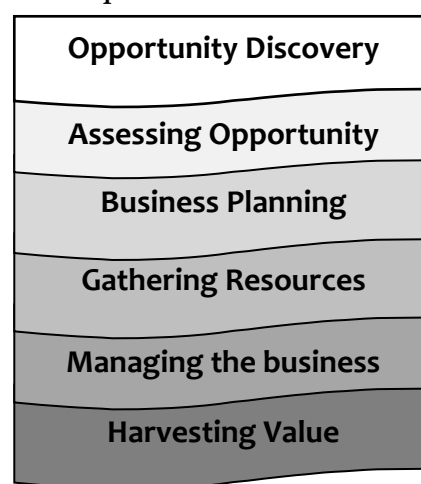 Opportunity Discovery
Assessing Opportunity
Business Planning
Gathering Resources
Managing the business
Harvesting Value